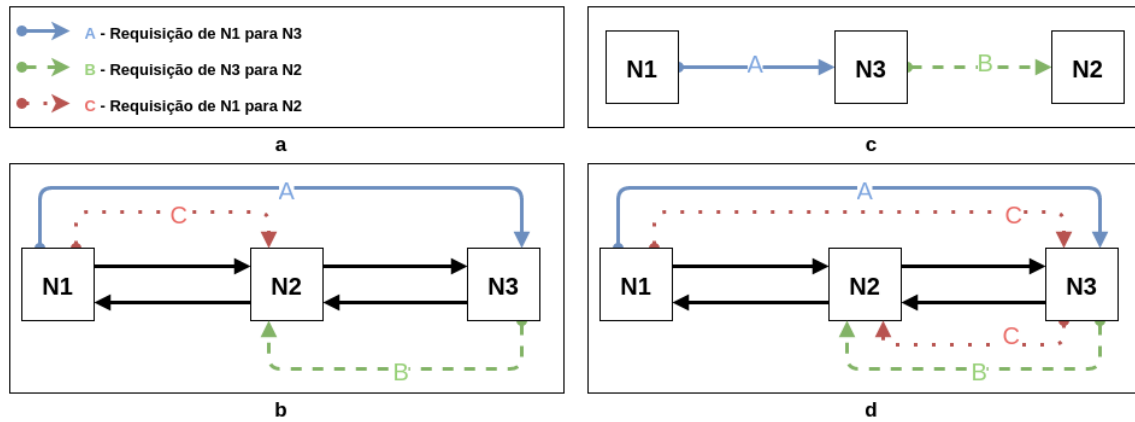 A - Requisição de N1 para N3
B - Requisição de N3 para N2
C - Requisição de N1 para N2
a
N1 A N3 B N2
c
A
C
N1 N2 N3
B
b
A
C
N1 N2 N3
C
B
d